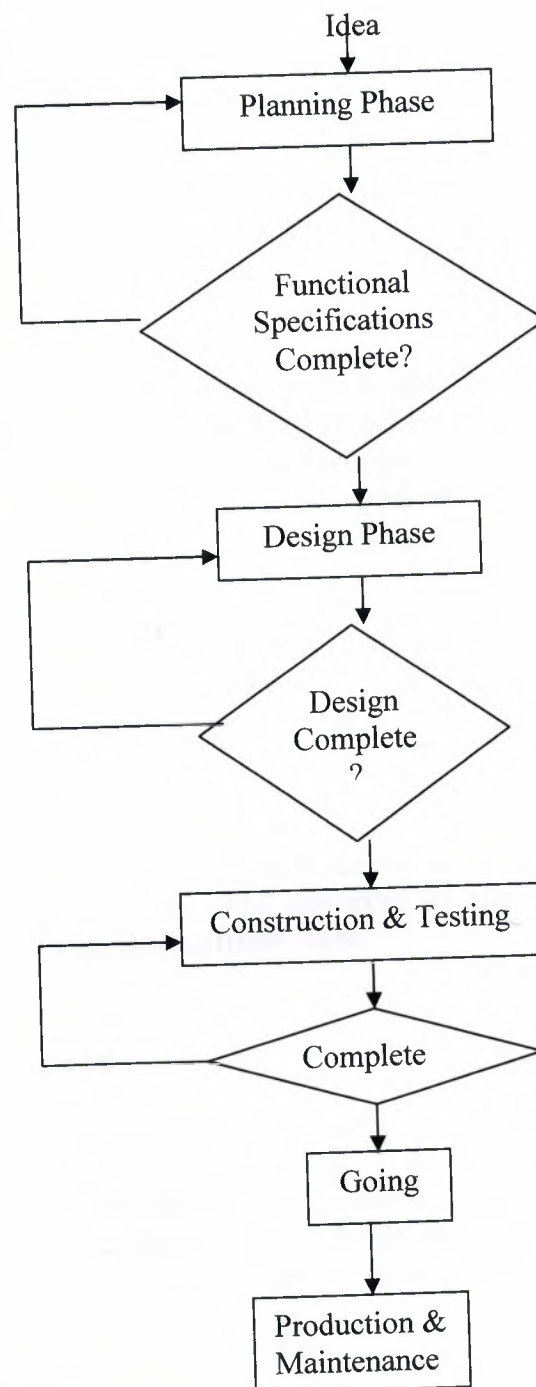 Idea
Planning Phase
Functional
Specifications
Complete?
Design Phase
Design
Complete
?
Construction & Testing
Complete
Going
Production &
Maintenance